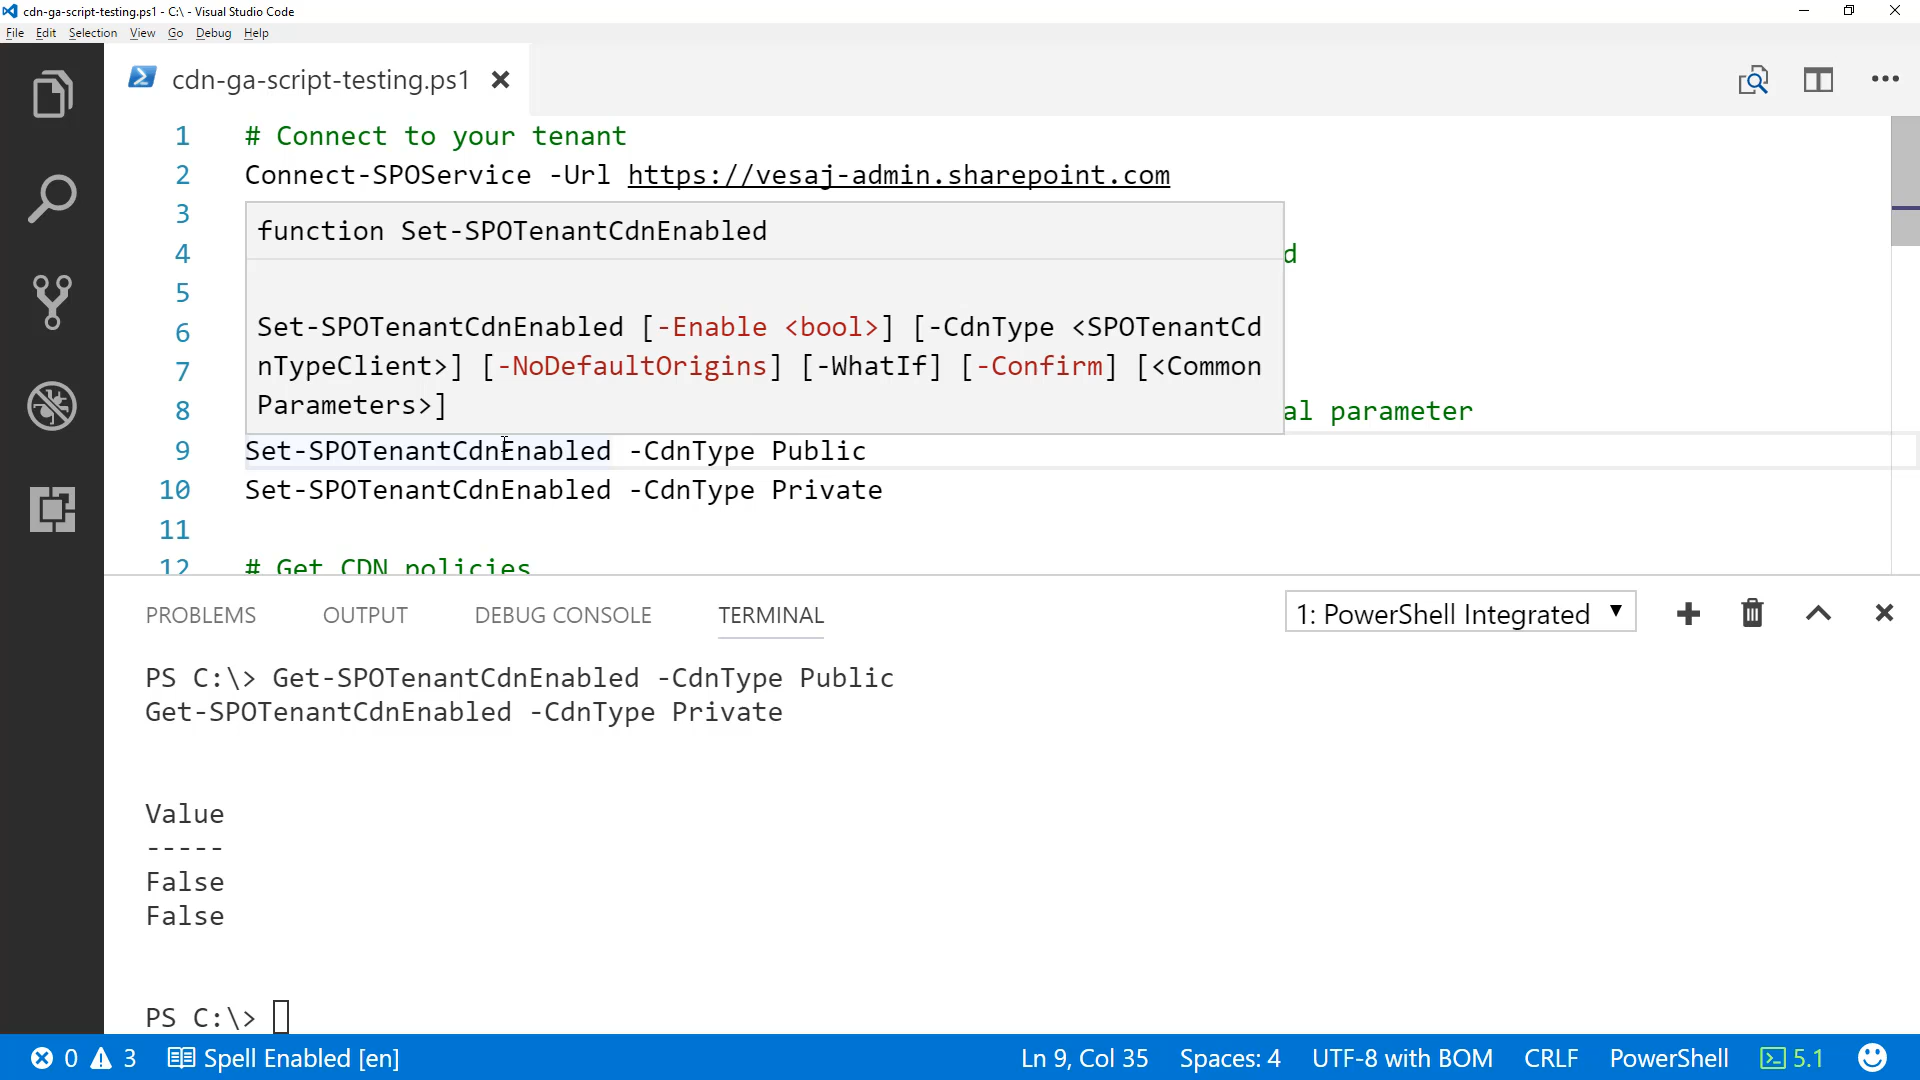 cdn-ga-script-testing.ps1 - C:\ - Visual Studio Code
File Edit Selection View Go Debug Help
cdn-ga-script-testing.ps1
1 # Connect to your tenant
2 Connect-SPOService -Url https://vesaj-admin.sharepoint.com
3
function Set-SPOTenantCdnEnabled
4 d
5
6 Set-SPOTenantCdnEnabled [-Enable <bool>] [-CdnType <SPOTenantCd
7 nTypeClient>] [-NoDefaultOrigins] [-WhatIf] [-Confirm] [<Common
Parameters>]
8 al parameter
9 Set-SPOTenantCdnEnabled -CdnType Public
10 Set-SPOTenantCdnEnabled -CdnType Private
11
12 # Get CDN policies
PROBLEMS OUTPUT DEBUG CONSOLE TERMINAL 1: PowerShell Integrated
PS C:\> Get-SPOTenantCdnEnabled -CdnType Public
Get-SPOTenantCdnEnabled -CdnType Private
Value
-----
False
False
PS C:\>
0 3 Spell Enabled [en] Ln 9, Col 35 Spaces: 4 UTF-8 with BOM CRLF PowerShell 5.1